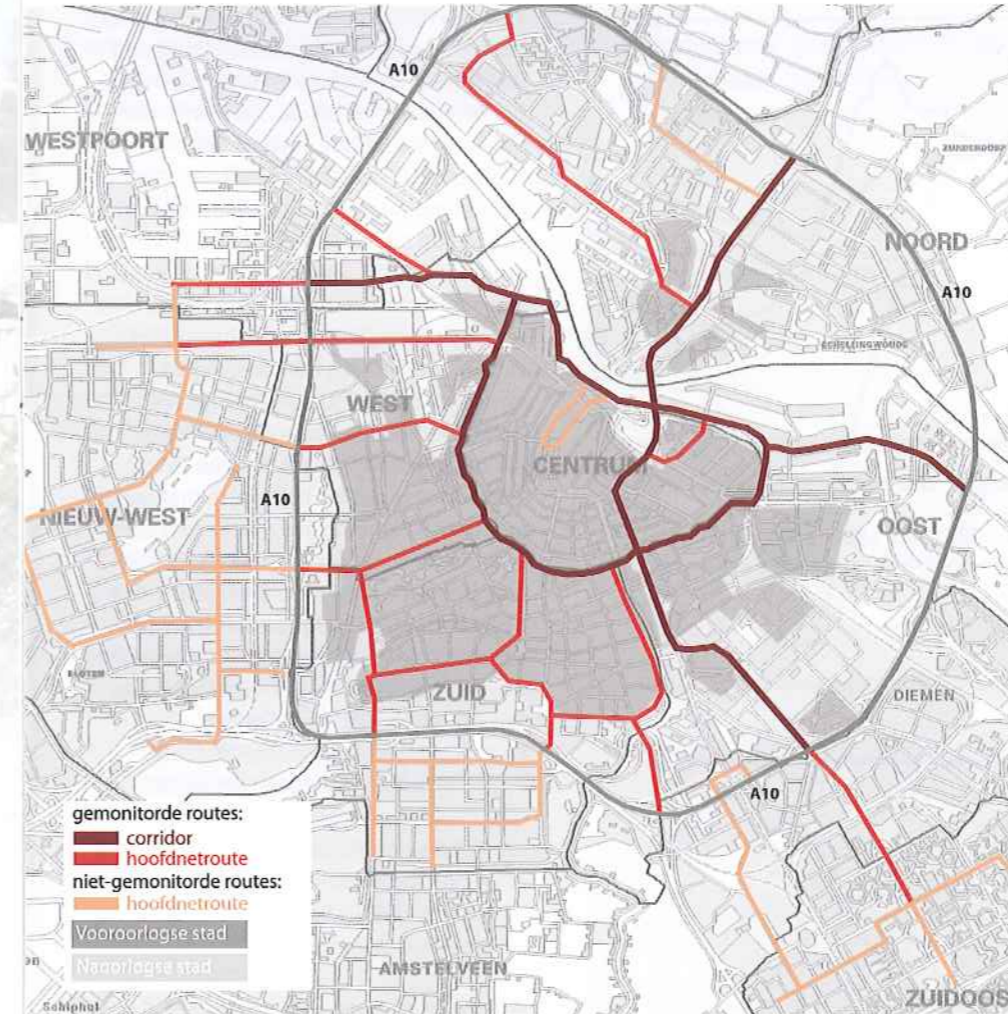 A10
WESTPOORT
ZUNDERDORP
NOORD
A10
SCHELLINGWOUDE
WEST
CENTRUM
A10
NIEUW-WEST
OOST
SLOTEN
ZUID
DIEMEN
A10
gemonitorde routes:
corridor
hoofdnetroute
niet-gemonitorde routes:
hoofdnetroute
Vooroorlogse stad
Naoorlogse stad
AMSTELVEEN
Schiphol
ZUIDOOS